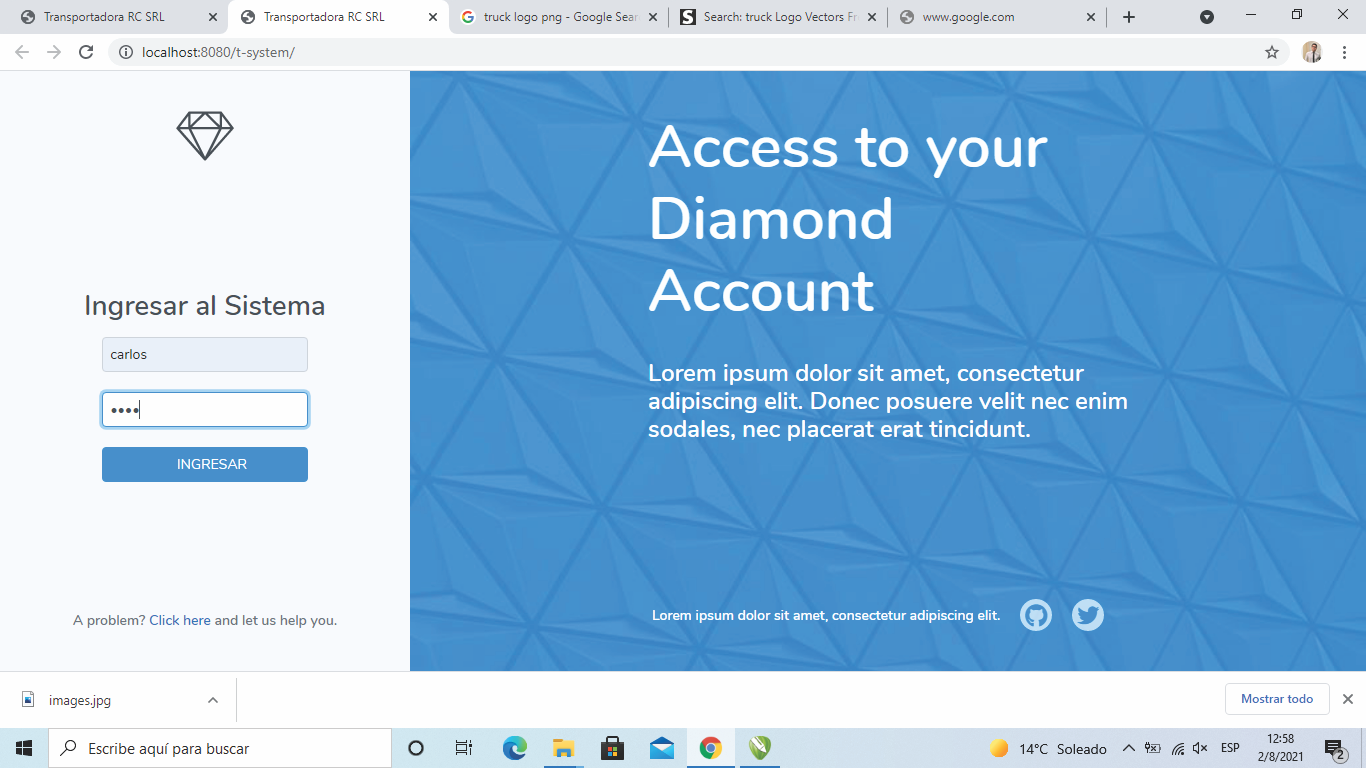 Transportadora RC SRL
Transportadora RC SRL
truck logo png - Google Sear
Search: truck Logo Vectors Fr
www.google.com
localhost:8080/t-system/
Ingresar al Sistema
carlos
••••
INGRESAR
A problem? Click here and let us help you.
Access to your
Diamond
Account
Lorem ipsum dolor sit amet, consectetur
adipiscing elit. Donec posuere velit nec enim
sodales, nec placerat erat tincidunt.
Lorem ipsum dolor sit amet, consectetur adipiscing elit.
images.jpg
Mostrar todo
Escribe aquí para buscar
14°C Soleado
ESP
12:58
2/8/2021
2